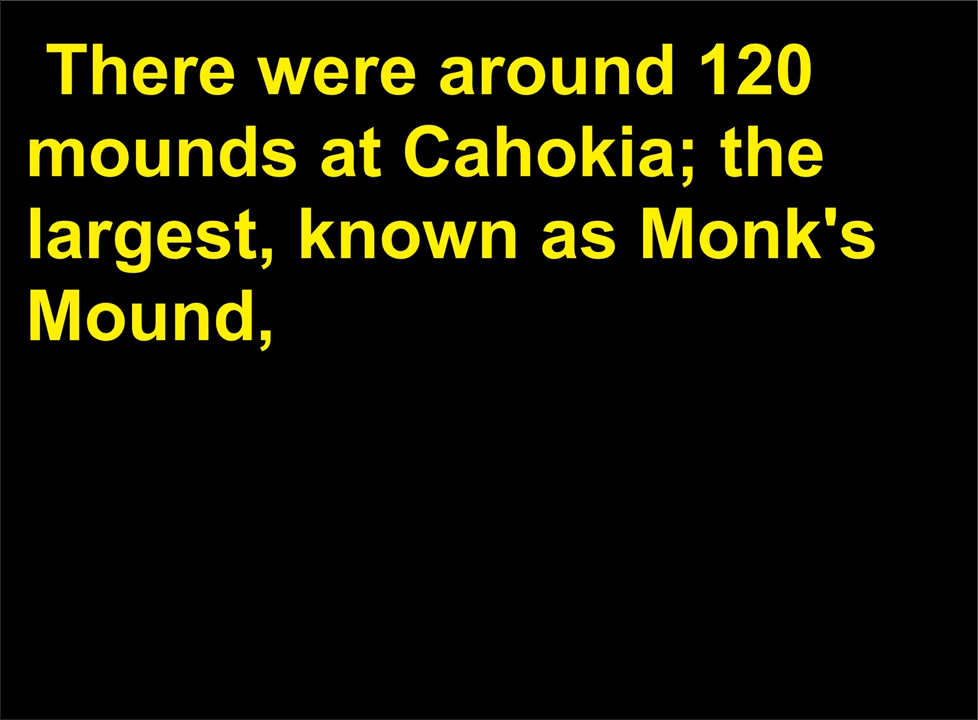 There were around 120
mounds at Cahokia; the
largest, known as Monk's
Mound,